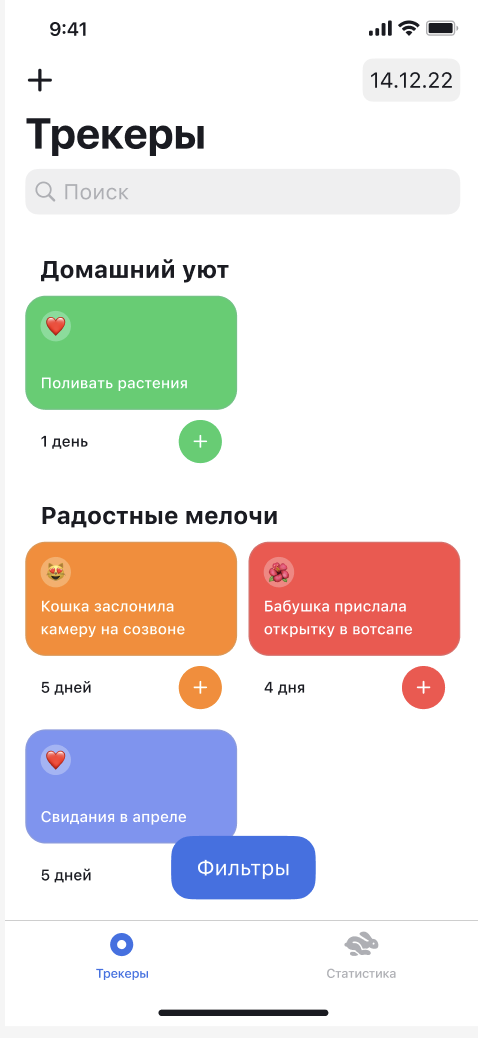 9:41
14.12.22
Трекеры
Поиск
Домашний уют
Поливать растения
1 день
Радостные мелочи
Кошка заслонила
камеру на созвоне
5 дней
Бабушка прислала
открытку в вотсапе
4 дня
Свидания в апреле
5 дней
Фильтры
Трекеры
Статистика